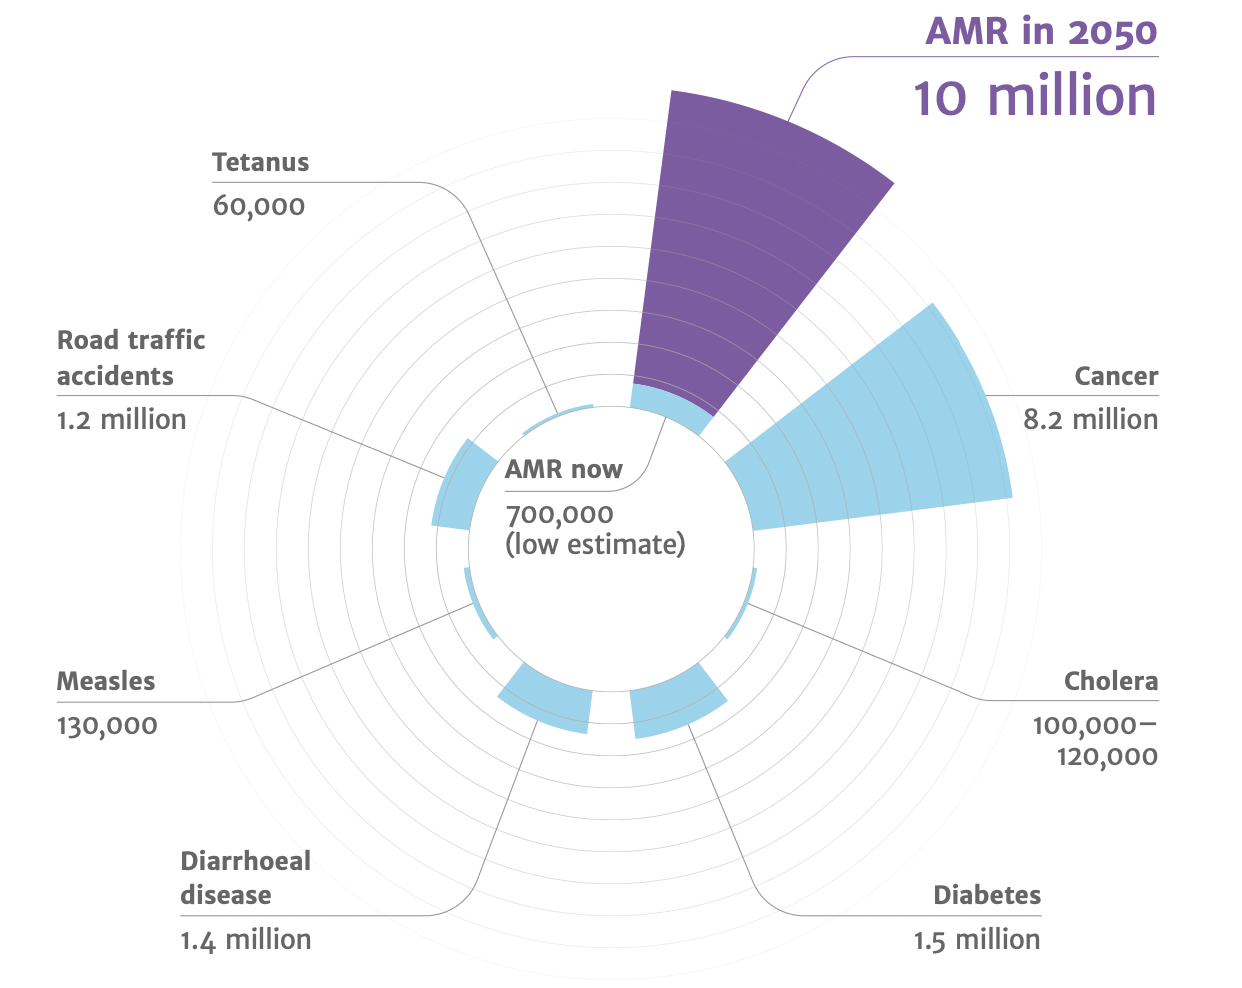 AMR in 2050
10 million
Tetanus
60,000
Road traffic
accidents
1.2 million
Cancer
8.2 million
AMR now
700,000
(low estimate)
Measles
130,000
Cholera
100,000–
120,000
Diarrhoeal
disease
1.4 million
Diabetes
1.5 million